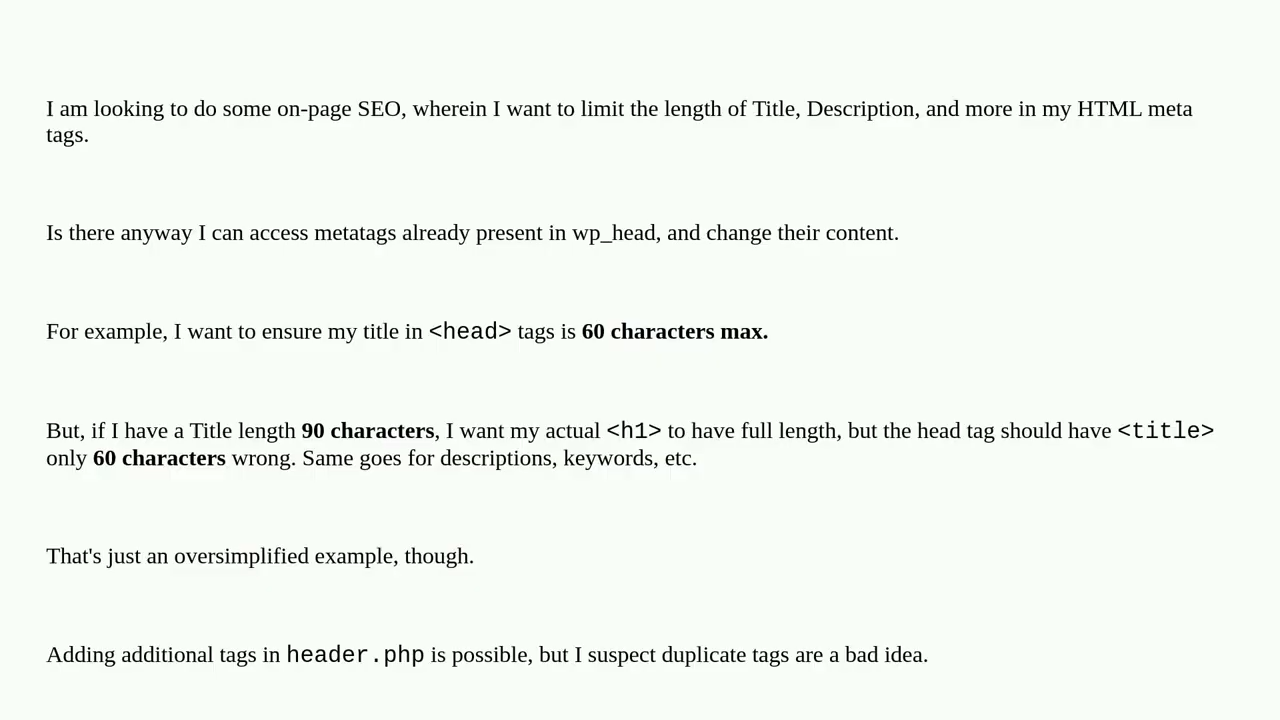 I am looking to do some on-page SEO, wherein I want to limit the length of Title, Description, and more in my HTML meta
tags.
Is there anyway I can access metatags already present in wp_head, and change their content.
For example, I want to ensure my title in <head> tags is 60 characters max.
But, if I have a Title length 90 characters, I want my actual <h1> to have full length, but the head tag should have <title>
only 60 characters wrong. Same goes for descriptions, keywords, etc.
That's just an oversimplified example, though.
Adding additional tags in header.php is possible, but I suspect duplicate tags are a bad idea.